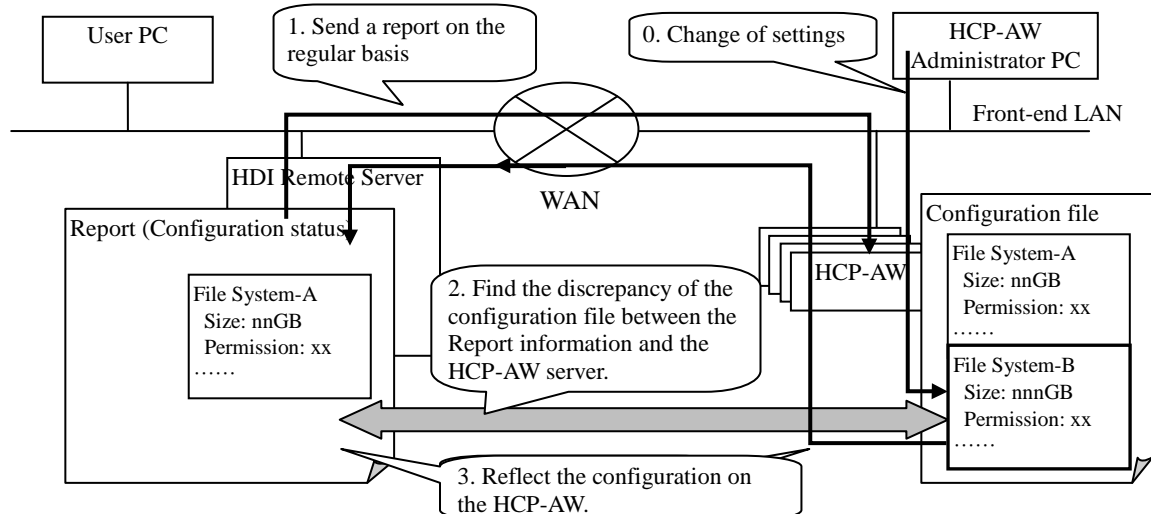 User PC
1. Send a report on the
regular basis
0. Change of settings
HCP-AW
Administrator PC
Front-end LAN
HDI Remote Server
WAN
Report (Configuration status)
Configuration file
File System-A
Size: nnGB
Permission: xx
……
HCP-AW
File System-A
Size: nnGB
Permission: xx
……
2. Find the discrepancy of the
configuration file between the
Report information and the
HCP-AW server.
File System-B
Size: nnnGB
Permission: xx
……
3. Reflect the configuration on
the HCP-AW.